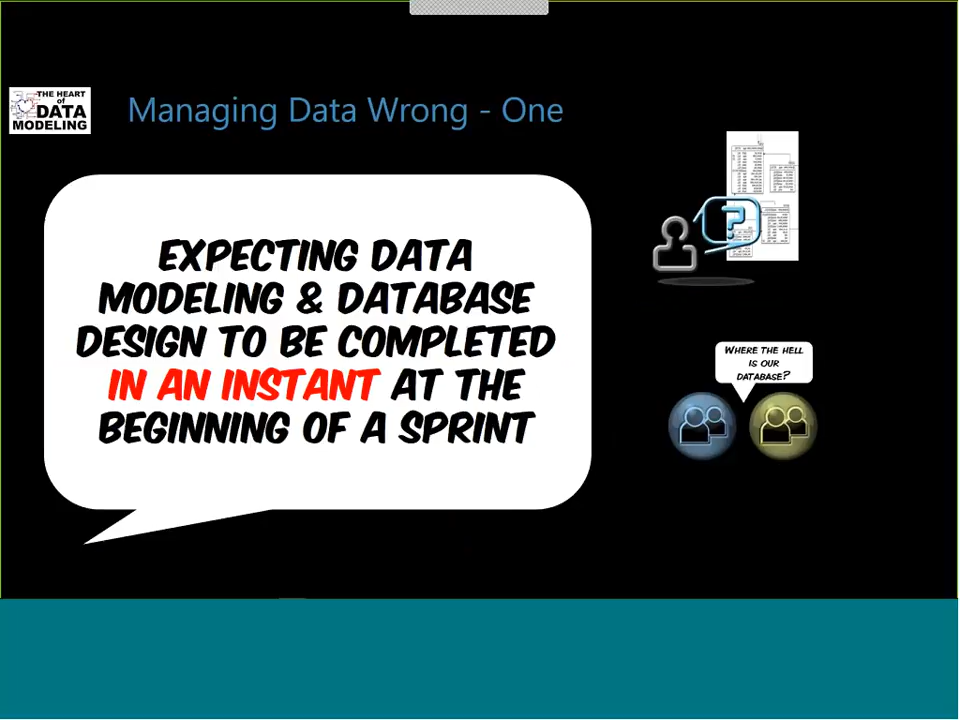 THE HEART
of
DATA
MODELING
Managing Data Wrong - One
EXPECTING DATA
MODELING & DATABASE
DESIGN TO BE COMPLETED
IN AN INSTANT AT THE
BEGINNING OF A SPRINT
?
WHERE THE HELL
IS OUR
DATABASE?